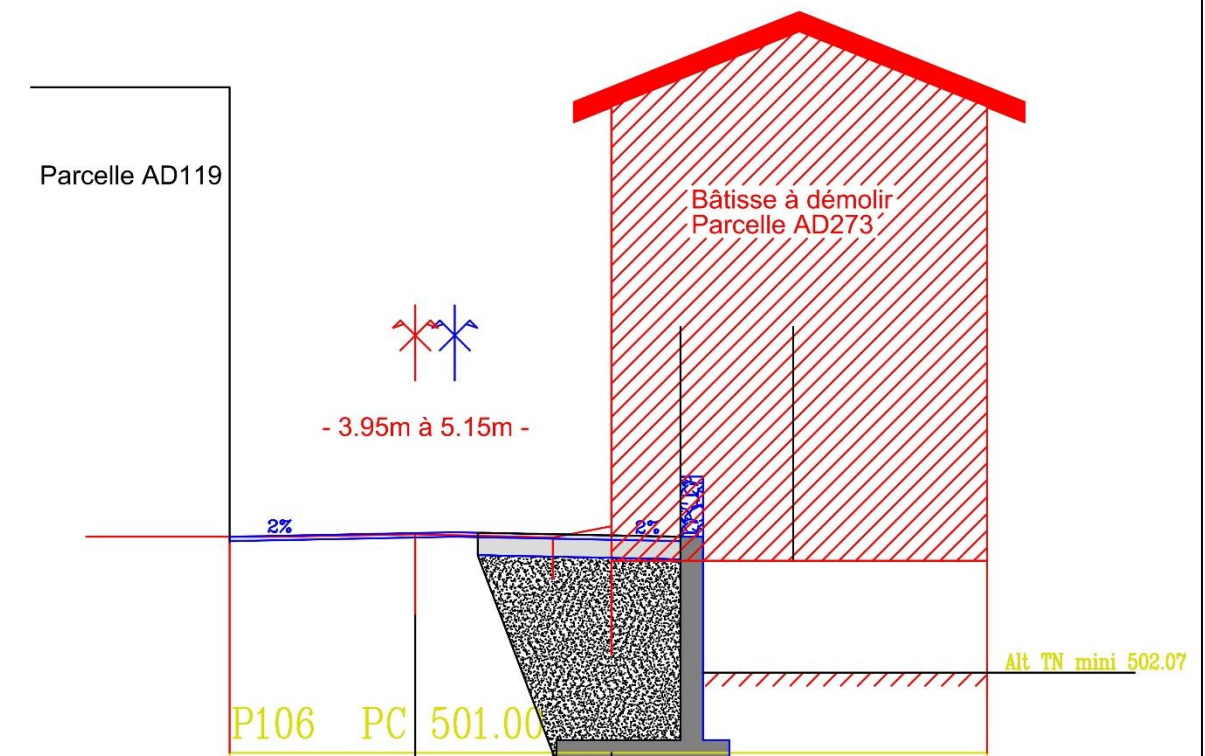 Parcelle AD119
Bâtisse à démolir
Parcelle AD273
- 3.95m à 5.15m -
2%
2%
Alt TN mini 502.07
P106 PC 501.00